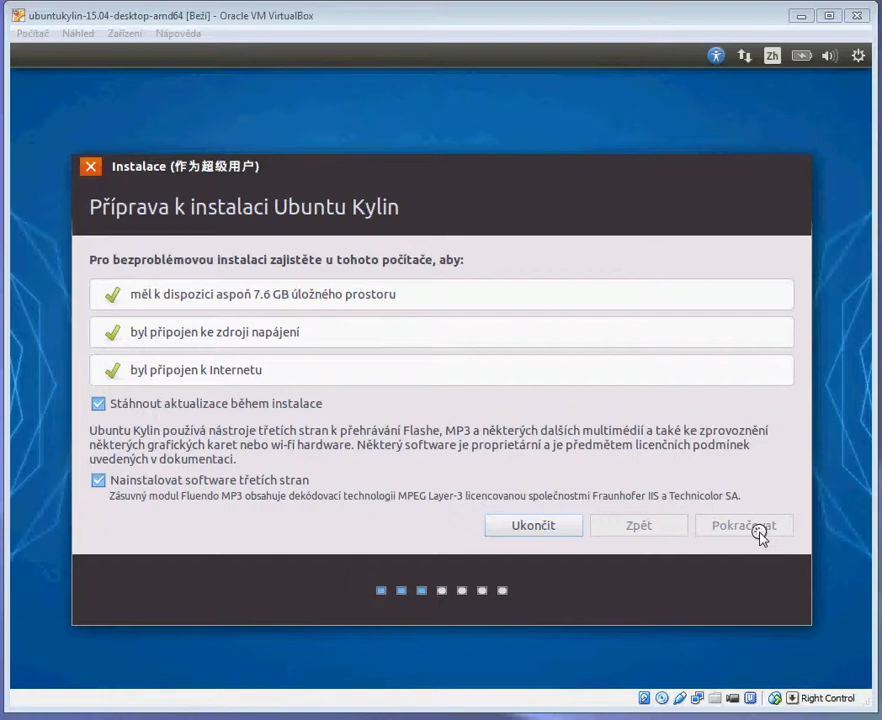 ubuntukylin-15.04-desktop-amd64 [Beží] - Oracle VM VirtualBox
Počítač Náhled Zařízení Nápověda
Zh
Instalace (作为超级用户)
Příprava k instalaci Ubuntu Kylin
Pro bezproblémovou instalaci zajistěte u tohoto počítače, aby:
měl k dispozici aspoň 7.6 GB úložného prostoru
byl připojen ke zdroji napájení
byl připojen k Internetu
Stáhnout aktualizace během instalace
Ubuntu Kylin používá nástroje třetích stran k přehrávání Flashe, MP3 a některých dalších multimédií a také ke zprovoznění
některých grafických karet nebo wi-fi hardware. Některý software je proprietární a je předmětem licenčních podmínek
uvedených v dokumentaci.
Nainstalovat software třetích stran
Zásuvný modul Fluendo MP3 obsahuje dekódovací technologii MPEG Layer-3 licencovanou společnostmi Fraunhofer IIS a Technicolor SA.
Ukončit Zpět Pokračovat
Right Control